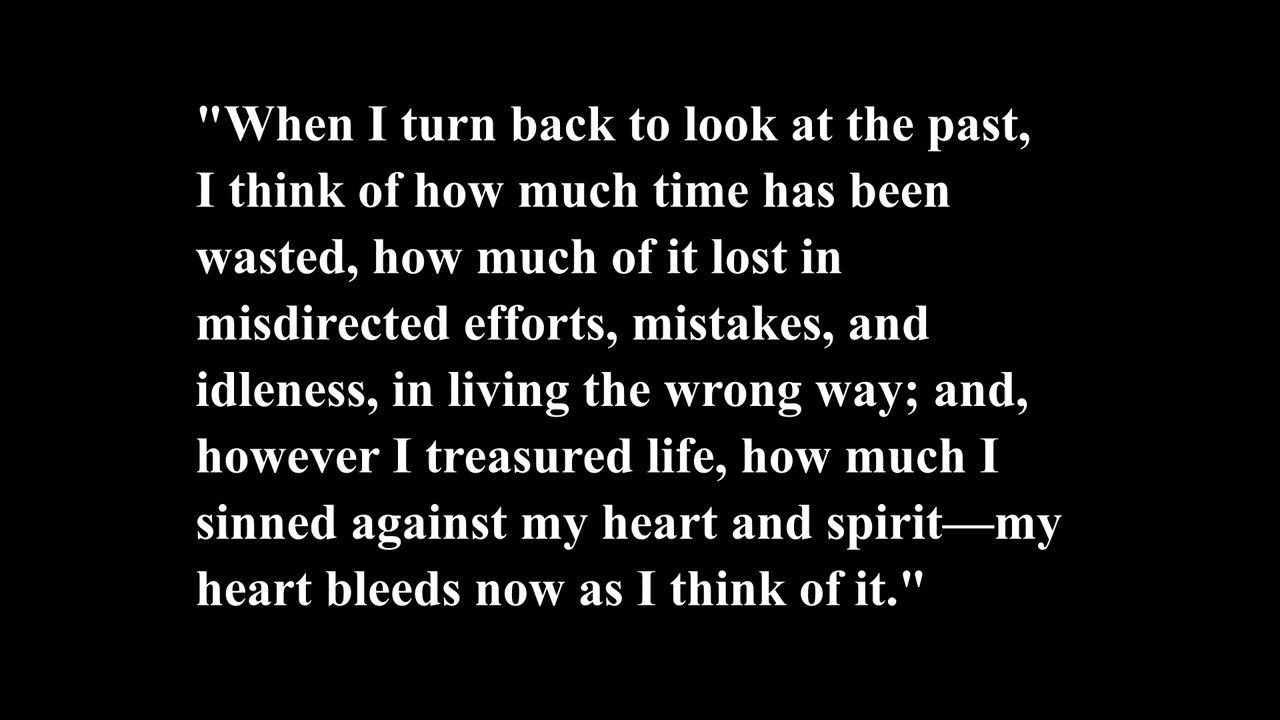 "When I turn back to look at the past,
I think of how much time has been
wasted, how much of it lost in
misdirected efforts, mistakes, and
idleness, in living the wrong way; and,
however I treasured life, how much I
sinned against my heart and spirit—my
heart bleeds now as I think of it."